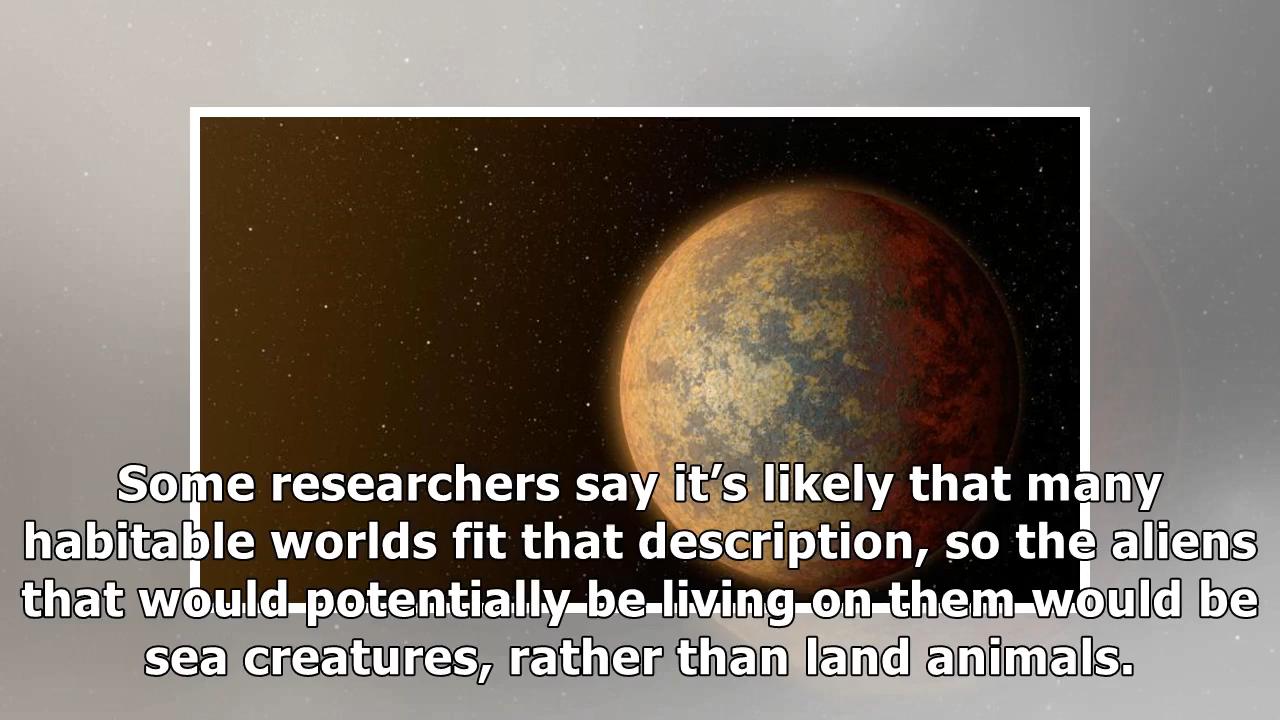 Some researchers say it’s likely that many
habitable worlds fit that description, so the aliens
that would potentially be living on them would be
sea creatures, rather than land animals.